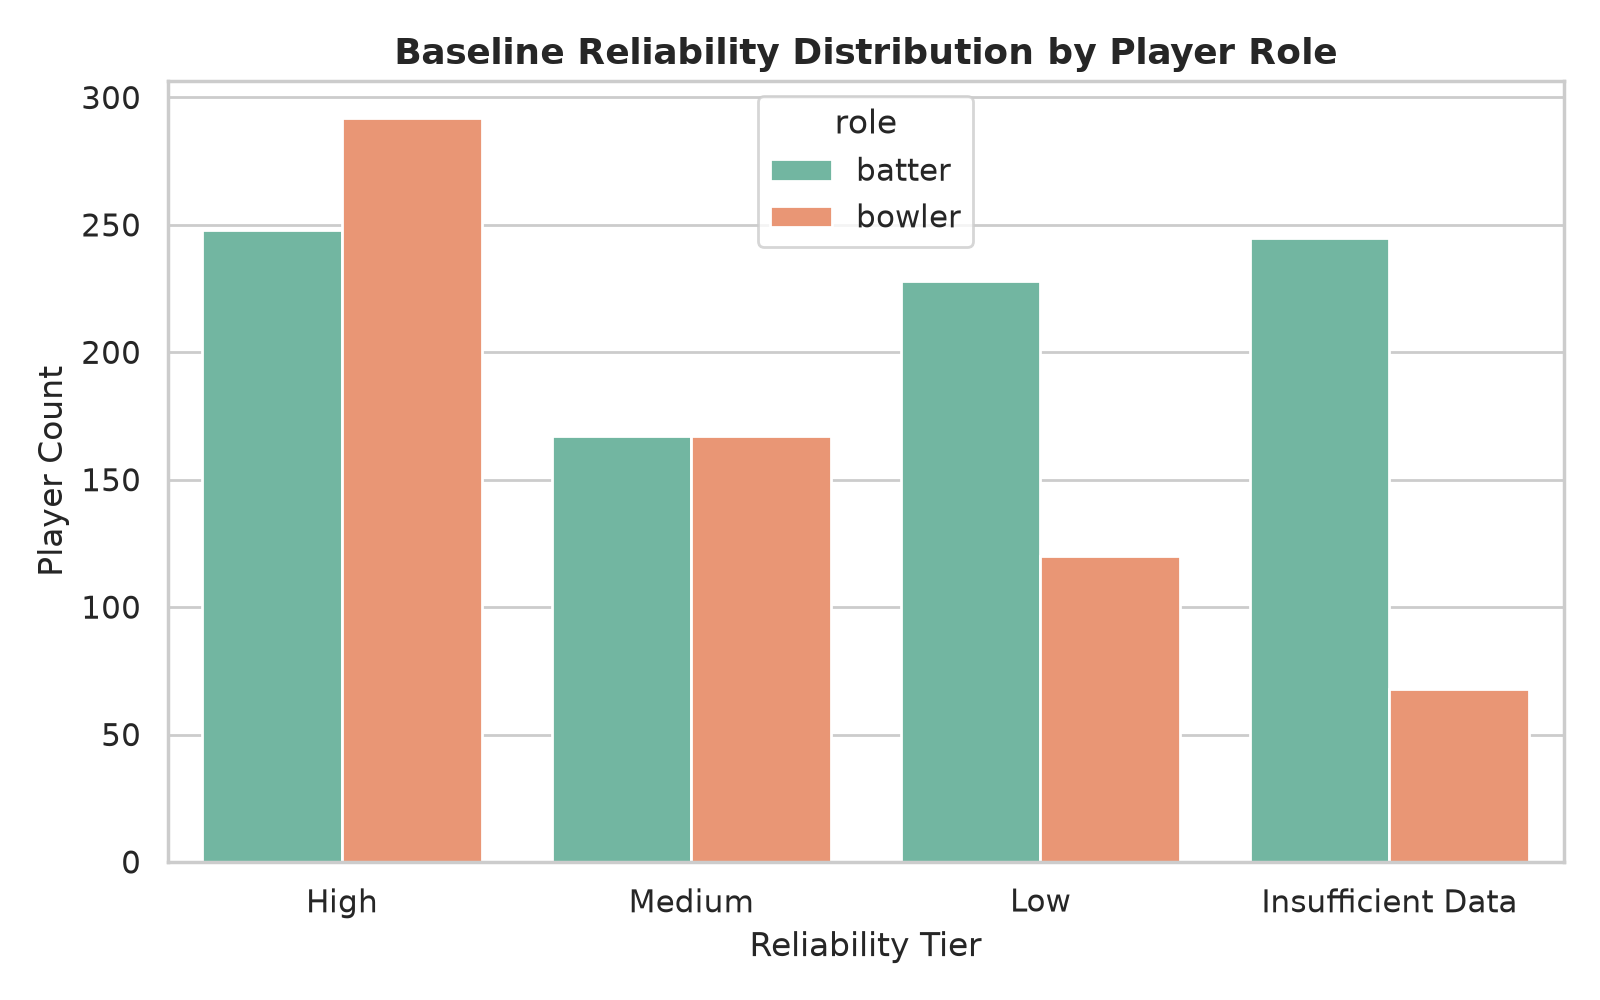 Baseline Reliability Distribution by Player Role
300
250
200
150
100
50
0
Player Count
role
batter
bowler
High
Medium
Low
Insufficient Data
Reliability Tier